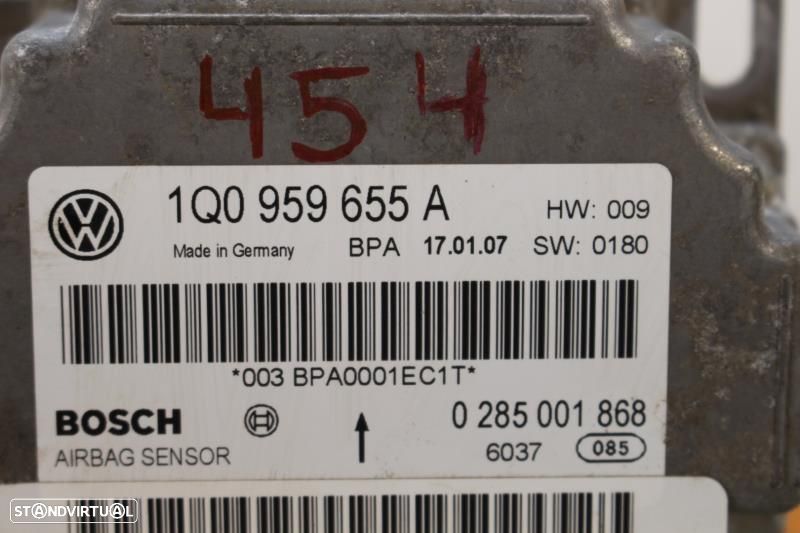 454
1Q0 959 655 A HW: 009
Made in Germany BPA 17.01.07 SW: 0180
*003 BPA0001EC1T*
BOSCH 0 285 001 868
AIRBAG SENSOR 6037 085
STANDVIRTUAL